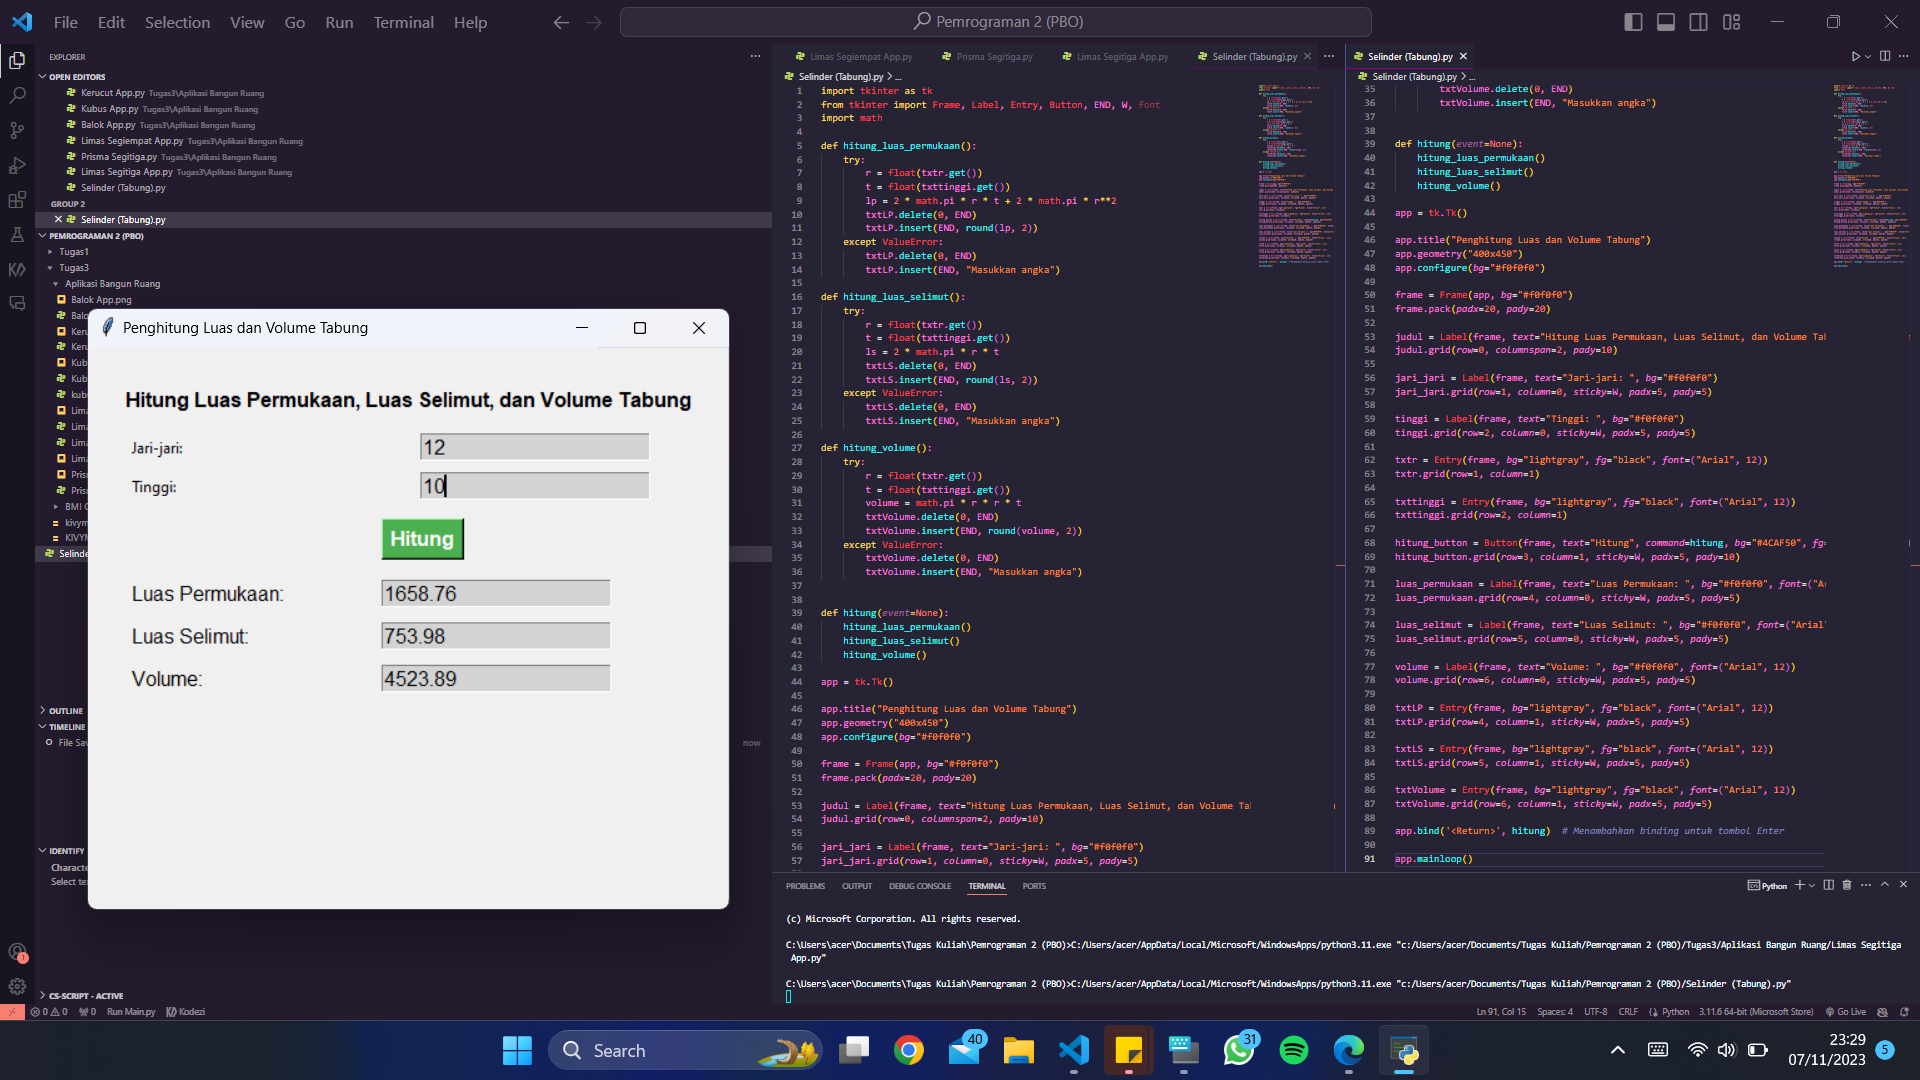 File Edit Selection View Go Run Terminal Help
Pemrograman 2 (PBO)
EXPLORER
OPEN EDITORS
Kerucut App.py Tugas3\Aplikasi Bangun Ruang
Kubus App.py Tugas3\Aplikasi Bangun Ruang
Balok App.py Tugas3\Aplikasi Bangun Ruang
Limas Segiempat App.py Tugas3\Aplikasi Bangun Ruang
Prisma Segitiga.py Tugas3\Aplikasi Bangun Ruang
Limas Segitiga App.py Tugas3\Aplikasi Bangun Ruang
Selinder (Tabung).py
GROUP 2
Selinder (Tabung).py
PEMROGRAMAN 2 (PBO)
Tugas1
Tugas3
Aplikasi Bangun Ruang
Balok App.png
Balo
Keru
Keru
Kub
Kub
kub
Lima
Lima
Lima
Lima
Pris
Pris
BMI C
kivym
KIVYM
Selinde
OUTLINE
TIMELINE
File Sav
now
IDENTIFY
Characte
Select te
CS-SCRIPT - ACTIVE
Penghitung Luas dan Volume Tabung
Hitung Luas Permukaan, Luas Selimut, dan Volume Tabung
Jari-jari: 12
Tinggi: 10
Hitung
Luas Permukaan: 1658.76
Luas Selimut: 753.98
Volume: 4523.89
Limas Segiempat App.py Prisma Segitiga.py Limas Segitiga App.py Selinder (Tabung).py
Selinder (Tabung).py > ...
1 import tkinter as tk
2 from tkinter import Frame, Label, Entry, Button, END, W, font
3 import math
4
5 def hitung_luas_permukaan():
6 try:
7 r = float(txtr.get())
8 t = float(txttinggi.get())
9 lp = 2 * math.pi * r * t + 2 * math.pi * r**2
10 txtLP.delete(0, END)
11 txtLP.insert(END, round(lp, 2))
12 except ValueError:
13 txtLP.delete(0, END)
14 txtLP.insert(END, "Masukkan angka")
15
16 def hitung_luas_selimut():
17 try:
18 r = float(txtr.get())
19 t = float(txttinggi.get())
20 ls = 2 * math.pi * r * t
21 txtLS.delete(0, END)
22 txtLS.insert(END, round(ls, 2))
23 except ValueError:
24 txtLS.delete(0, END)
25 txtLS.insert(END, "Masukkan angka")
26
27 def hitung_volume():
28 try:
29 r = float(txtr.get())
30 t = float(txttinggi.get())
31 volume = math.pi * r * r * t
32 txtVolume.delete(0, END)
33 txtVolume.insert(END, round(volume, 2))
34 except ValueError:
35 txtVolume.delete(0, END)
36 txtVolume.insert(END, "Masukkan angka")
37
38
39 def hitung(event=None):
40 hitung_luas_permukaan()
41 hitung_luas_selimut()
42 hitung_volume()
43
44 app = tk.Tk()
45
46 app.title("Penghitung Luas dan Volume Tabung")
47 app.geometry("400x450")
48 app.configure(bg="#f0f0f0")
49
50 frame = Frame(app, bg="#f0f0f0")
51 frame.pack(padx=20, pady=20)
52
53 judul = Label(frame, text="Hitung Luas Permukaan, Luas Selimut, dan Volume Tab
54 judul.grid(row=0, columnspan=2, pady=10)
55
56 jari_jari = Label(frame, text="Jari-jari: ", bg="#f0f0f0")
57 jari_jari.grid(row=1, column=0, sticky=W, padx=5, pady=5)
Selinder (Tabung).py
Selinder (Tabung).py > ...
35 txtVolume.delete(0, END)
36 txtVolume.insert(END, "Masukkan angka")
37
38
39 def hitung(event=None):
40 hitung_luas_permukaan()
41 hitung_luas_selimut()
42 hitung_volume()
43
44 app = tk.Tk()
45
46 app.title("Penghitung Luas dan Volume Tabung")
47 app.geometry("400x450")
48 app.configure(bg="#f0f0f0")
49
50 frame = Frame(app, bg="#f0f0f0")
51 frame.pack(padx=20, pady=20)
52
53 judul = Label(frame, text="Hitung Luas Permukaan, Luas Selimut, dan Volume Tab
54 judul.grid(row=0, columnspan=2, pady=10)
55
56 jari_jari = Label(frame, text="Jari-jari: ", bg="#f0f0f0")
57 jari_jari.grid(row=1, column=0, sticky=W, padx=5, pady=5)
58
59 tinggi = Label(frame, text="Tinggi: ", bg="#f0f0f0")
60 tinggi.grid(row=2, column=0, sticky=W, padx=5, pady=5)
61
62 txtr = Entry(frame, bg="lightgray", fg="black", font=("Arial", 12))
63 txtr.grid(row=1, column=1)
64
65 txttinggi = Entry(frame, bg="lightgray", fg="black", font=("Arial", 12))
66 txttinggi.grid(row=2, column=1)
67
68 hitung_button = Button(frame, text="Hitung", command=hitung, bg="#4CAF50", fg=
69 hitung_button.grid(row=3, column=1, sticky=W, padx=5, pady=10)
70
71 luas_permukaan = Label(frame, text="Luas Permukaan: ", bg="#f0f0f0", font=("Ar
72 luas_permukaan.grid(row=4, column=0, sticky=W, padx=5, pady=5)
73
74 luas_selimut = Label(frame, text="Luas Selimut: ", bg="#f0f0f0", font=("Arial"
75 luas_selimut.grid(row=5, column=0, sticky=W, padx=5, pady=5)
76
77 volume = Label(frame, text="Volume: ", bg="#f0f0f0", font=("Arial", 12))
78 volume.grid(row=6, column=0, sticky=W, padx=5, pady=5)
79
80 txtLP = Entry(frame, bg="lightgray", fg="black", font=("Arial", 12))
81 txtLP.grid(row=4, column=1, sticky=W, padx=5, pady=5)
82
83 txtLS = Entry(frame, bg="lightgray", fg="black", font=("Arial", 12))
84 txtLS.grid(row=5, column=1, sticky=W, padx=5, pady=5)
85
86 txtVolume = Entry(frame, bg="lightgray", fg="black", font=("Arial", 12))
87 txtVolume.grid(row=6, column=1, sticky=W, padx=5, pady=5)
88
89 app.bind('<Return>', hitung) # Menambahkan binding untuk tombol Enter
90
91 app.mainloop()
PROBLEMS OUTPUT DEBUG CONSOLE TERMINAL PORTS
Python
(c) Microsoft Corporation. All rights reserved.
C:\Users\acer\Documents\Tugas Kuliah\Pemrograman 2 (PBO)>C:/Users/acer/AppData/Local/Microsoft/WindowsApps/python3.11.exe "c:/Users/acer/Documents/Tugas Kuliah/Pemrograman 2 (PBO)/Tugas3/Aplikasi Bangun Ruang/Limas Segitiga
App.py"
C:\Users\acer\Documents\Tugas Kuliah\Pemrograman 2 (PBO)>C:/Users/acer/AppData/Local/Microsoft/WindowsApps/python3.11.exe "c:/Users/acer/Documents/Tugas Kuliah/Pemrograman 2 (PBO)/Selinder (Tabung).py"
0 0 0 Run Main.py Kodezi
Ln 91, Col 15 Spaces: 4 UTF-8 CRLF Python 3.11.6 64-bit (Microsoft Store) Go Live
Search
40
31
23:29
07/11/2023
5